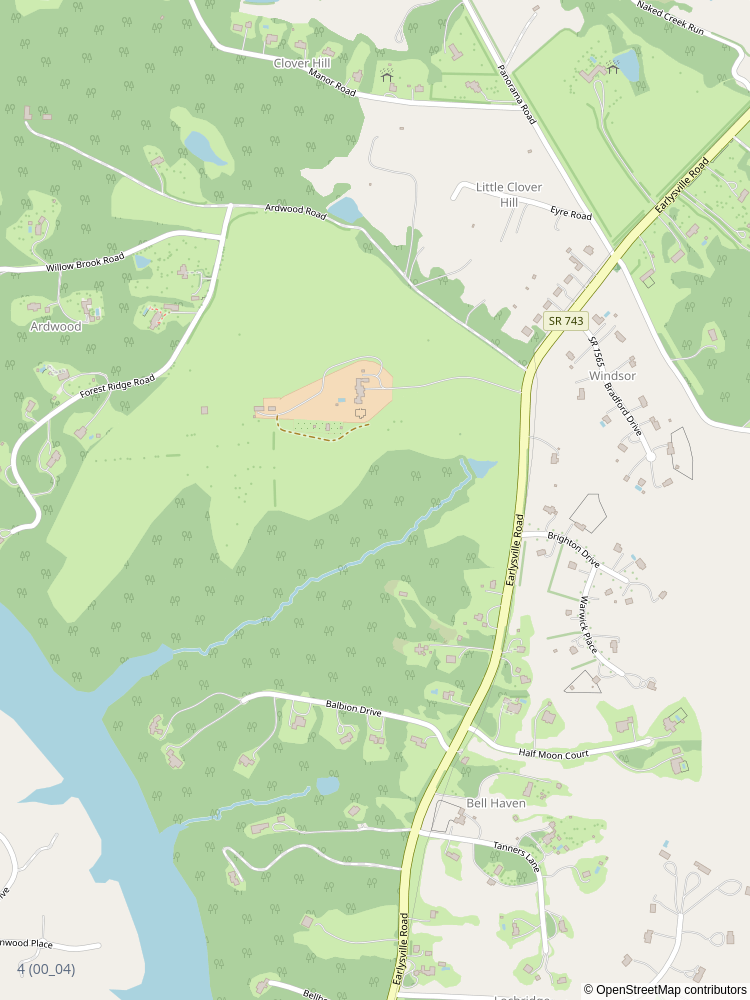 Naked Creek Run
Clover Hill
Manor Road
Panorama Road
Earlysville Road
Little Clover
Hill
Eyre Road
Ardwood Road
Willow Brook Road
SR 743
Ardwood
SR 1565
Windsor
Forest Ridge Road
Bradford Drive
Earlysville Road
Brighton Drive
Warwick Place
Balbion Drive
Half Moon Court
Bell Haven
Tanners Lane
Earlysville Road
4 (00_04)
© OpenStreetMap contributors